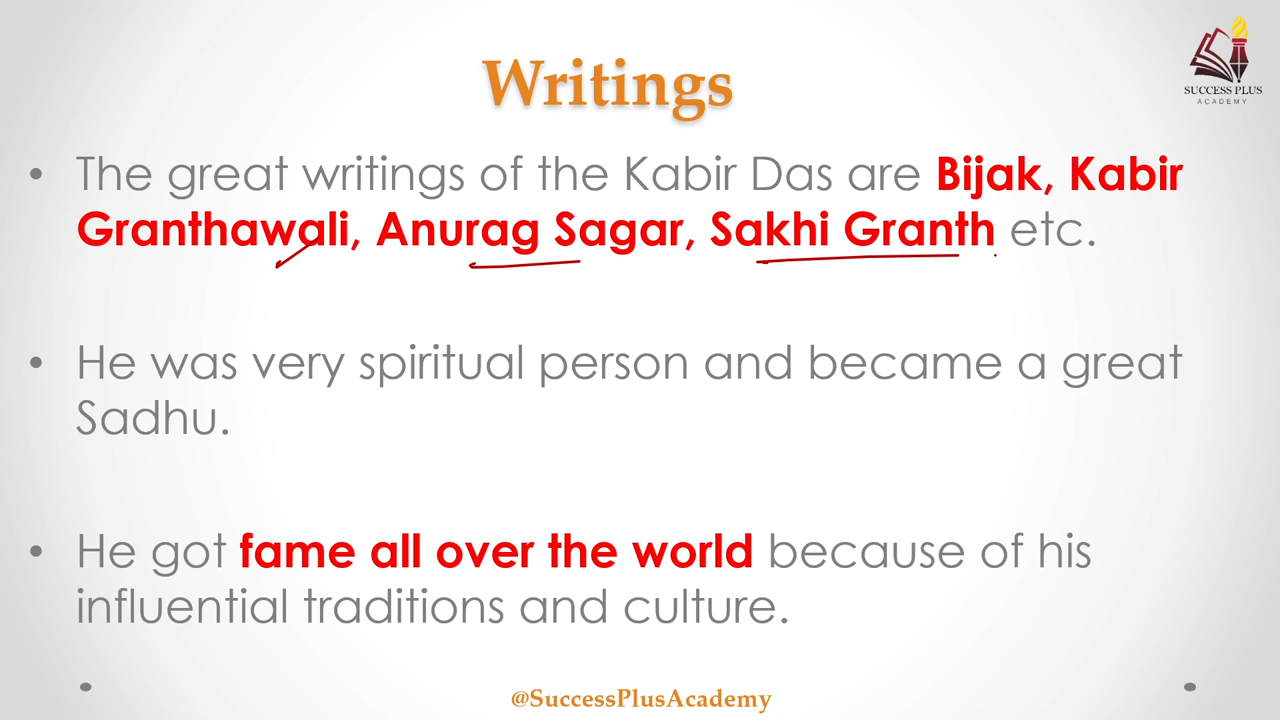 Writings
SUCCESS PLUS
ACADEMY
• The great writings of the Kabir Das are Bijak, Kabir
Granthawali, Anurag Sagar, Sakhi Granth etc.
• He was very spiritual person and became a great
Sadhu.
• He got fame all over the world because of his
influential traditions and culture.
@SuccessPlusAcademy